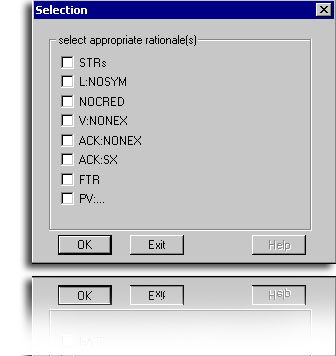 Selection
select appropriate rationale(s)
STRs
L:NOSYM
NOCRED
V:NONEX
ACK:NONEX
ACK:SX
FTR
PV:...
OK Exit Help